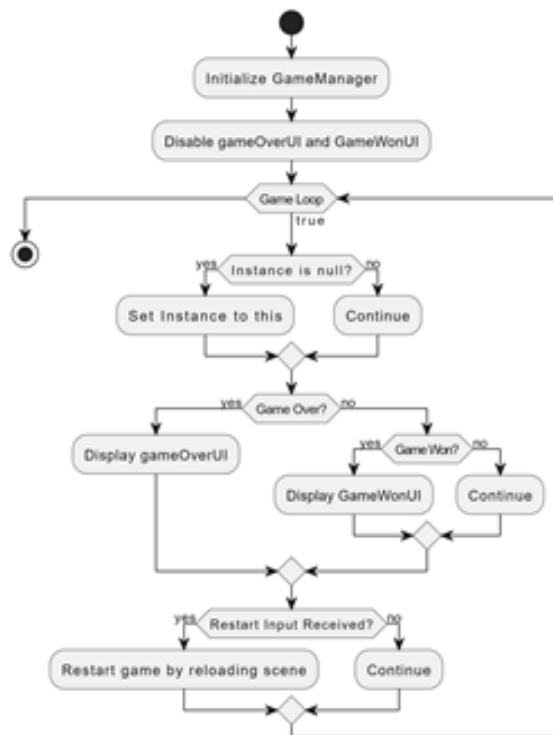 Initialize GameManager
Disable gameOverUI and GameWonUI
Game Loop
true
yes
Instance is null?
no
Set Instance to this
Continue
yes
Game Over?
no
Display gameOverUI
yes
Game Won?
no
Display GameWonUI
Continue
yes
Restart Input Received?
no
Restart game by reloading scene
Continue